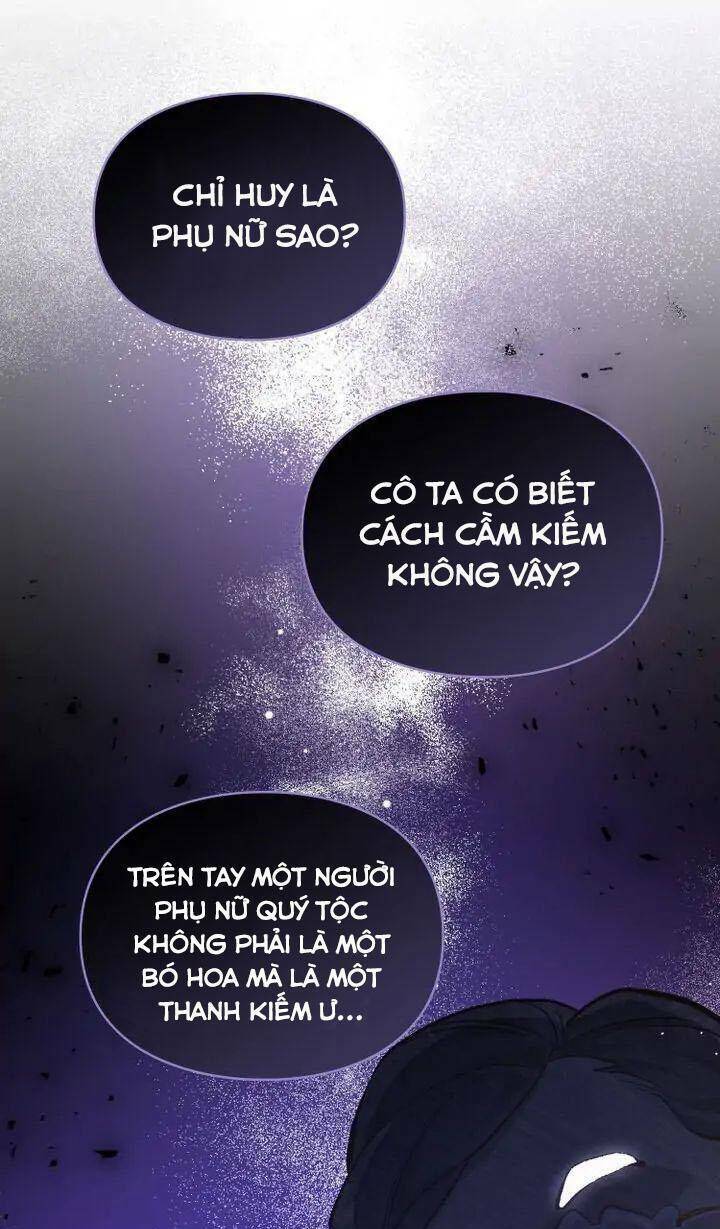 CHỈ HUY LÀ
PHỤ NỮ SAO?
CÔ TA CÓ BIẾT
CÁCH CẦM KIẾM
KHÔNG VẬY?
TRÊN TAY MỘT NGƯỜI
PHỤ NỮ QUÝ TỘC
KHÔNG PHẢI LÀ MỘT
BÓ HOA MÀ LÀ MỘT
THANH KIẾM Ư...